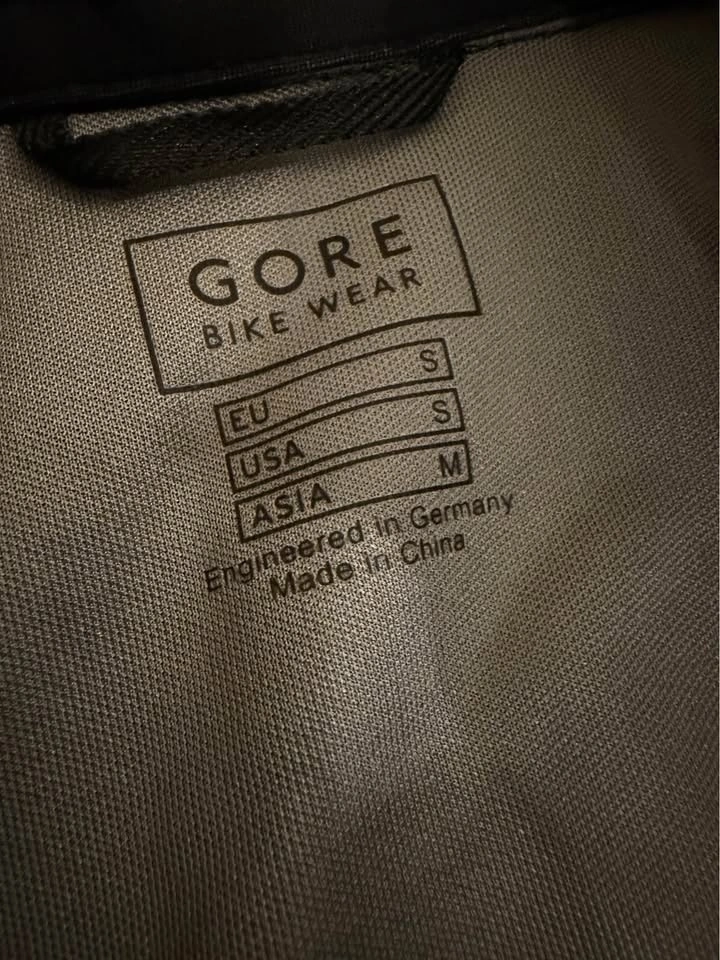 GORE
BIKE WEAR
EU S
USA S
ASIA M
Engineered in Germany
Made in China